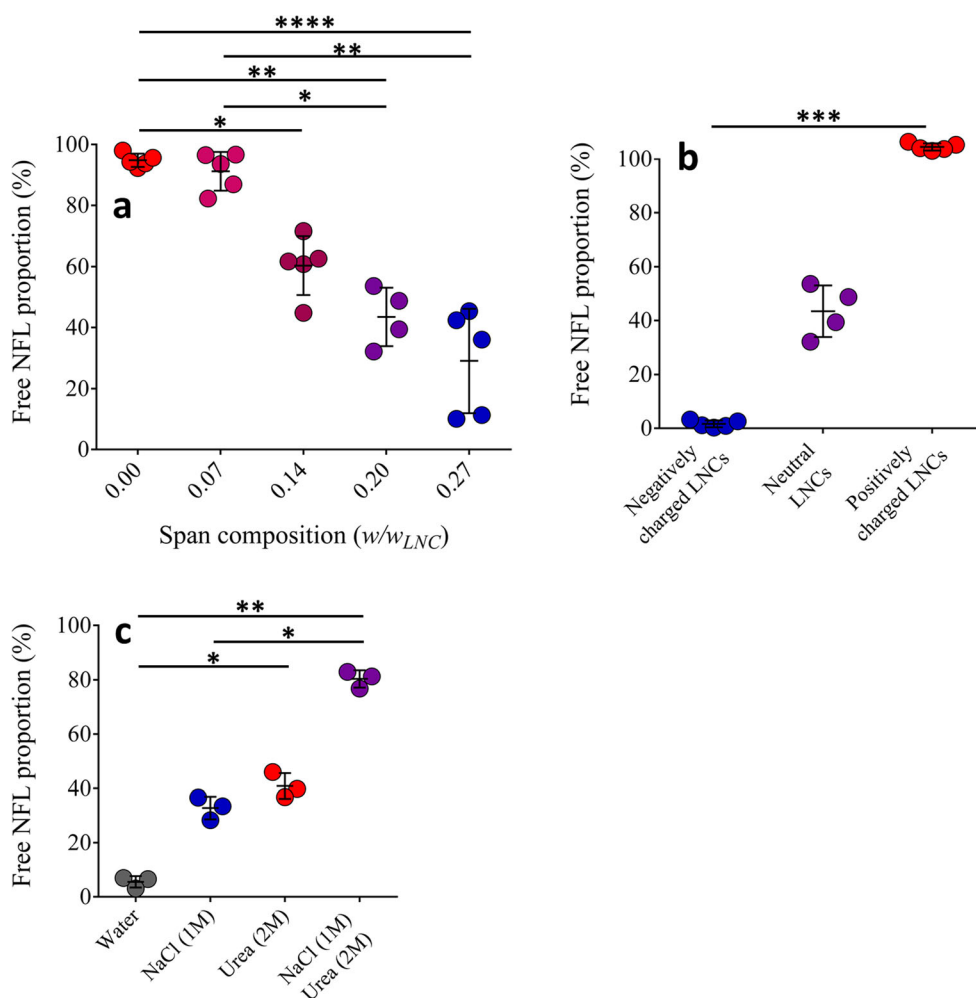 ****
**
**
*
*
a
Free NFL proportion (%)
100
80
60
40
20
0
0.00
0.07
0.14
0.20
0.27
Span composition (w/wLNC)
***
b
Free NFL proportion (%)
100
80
60
40
20
0
Negatively
charged LNCs
Neutral
LNCs
Positively
charged LNCs
**
*
*
c
Free NFL proportion (%)
100
80
60
40
20
0
Water
NaCl (1M)
Urea (2M)
NaCl (1M)
Urea (2M)